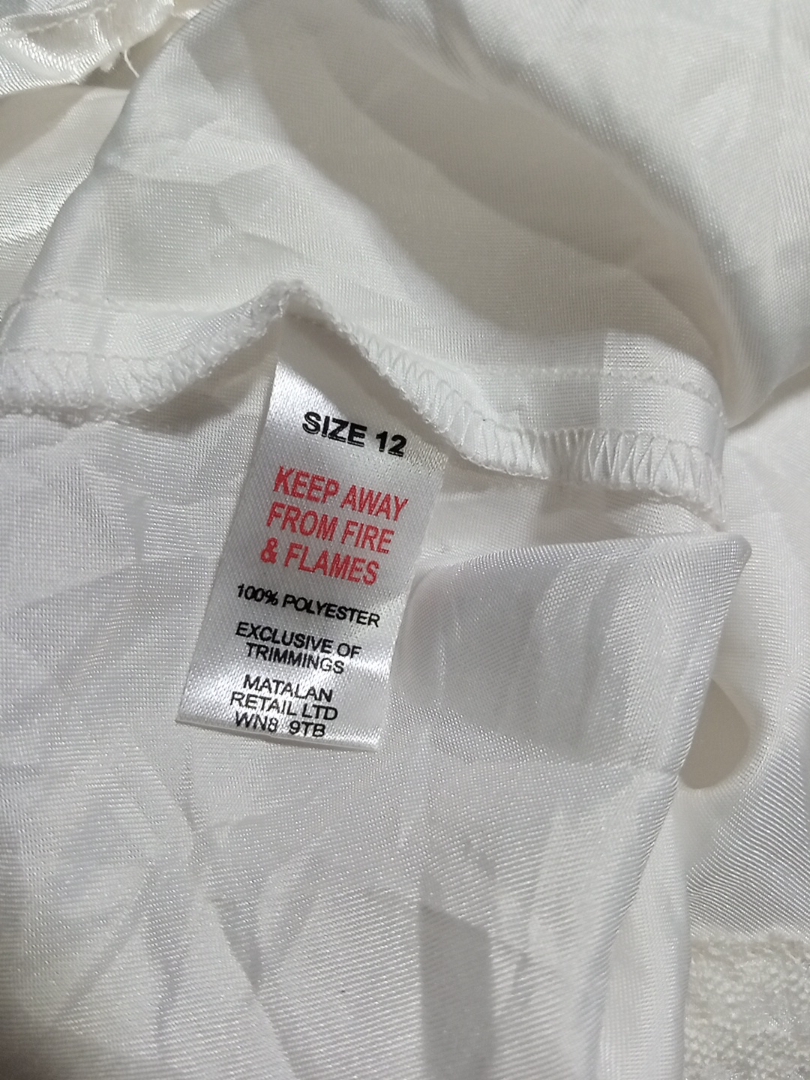 SIZE 12
KEEP AWAY
FROM FIRE
& FLAMES
100% POLYESTER
EXCLUSIVE OF
TRIMMINGS
MATALAN
RETAIL LTD
WN8 9TB